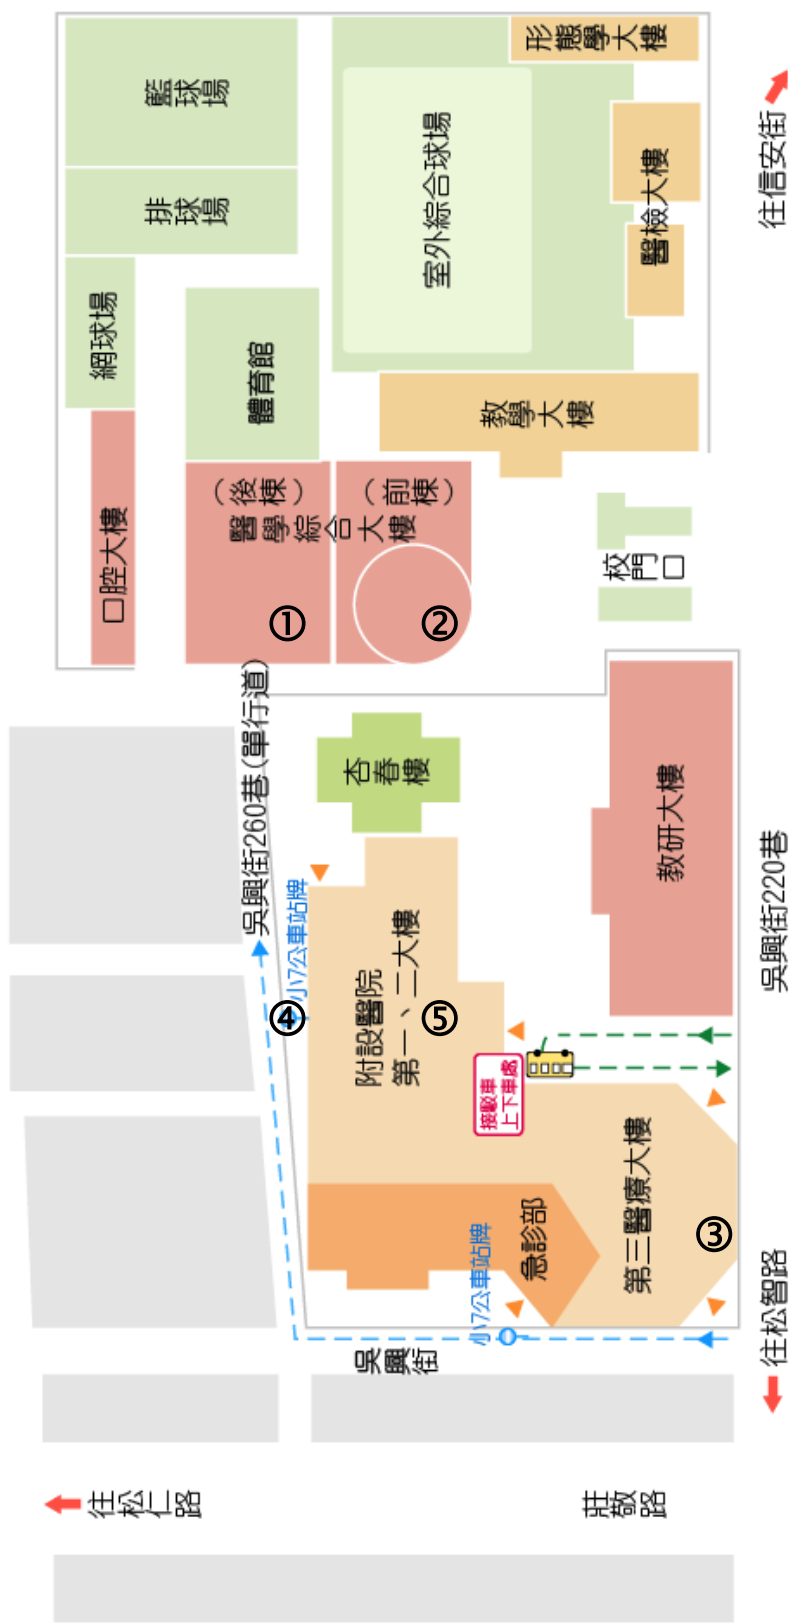 形態學大樓
籃球場
往信安街
室外綜合球場
排球場
醫檢大樓
網球場
體育館
教學大樓
(後棟)
(前棟)
醫學綜合大樓
口腔大樓
校門口
①
②
吳興街260巷(單行道)
杏春樓
教研大樓
吳興街220巷
小7公車站牌
附設醫院
第一、二大樓
④
⑤
接駁車
上下車處
第三醫療大樓
③
急診部
小7公車站牌
往松智路
吳興街
往松仁路
莊敬路